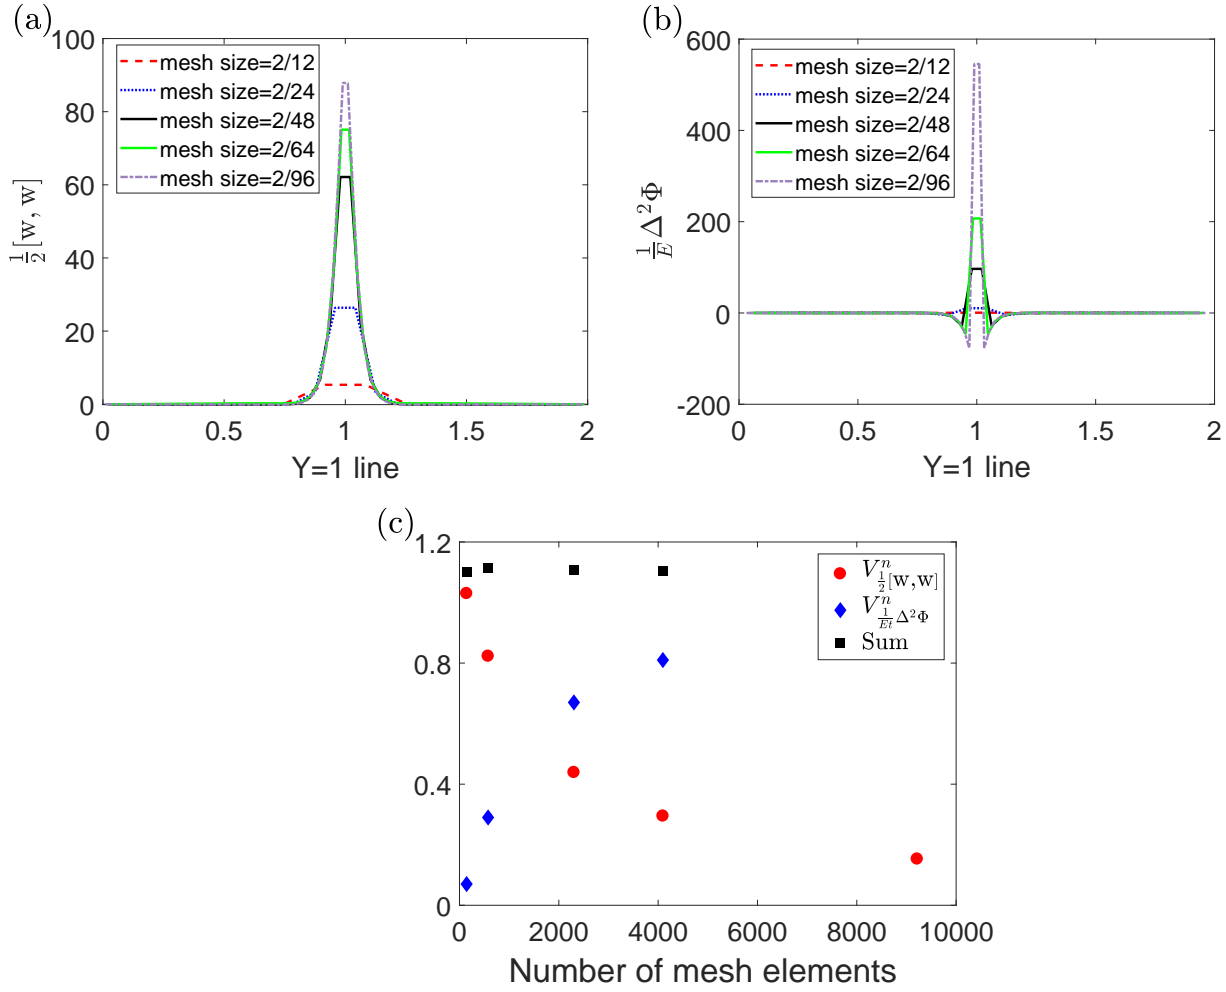 (a)
100
80
60
40
20
0
½[w, w]
mesh size=2/12
mesh size=2/24
mesh size=2/48
mesh size=2/64
mesh size=2/96
0 0.5 1 1.5 2
Y=1 line
(b)
600
400
200
0
-200
1/E Δ²Φ
mesh size=2/12
mesh size=2/24
mesh size=2/48
mesh size=2/64
mesh size=2/96
0 0.5 1 1.5 2
Y=1 line
(c)
1.2
0.8
0.4
0
V^n_{½[w,w]}
V^n_{1/Et Δ²Φ}
Sum
0 2000 4000 6000 8000 10000
Number of mesh elements